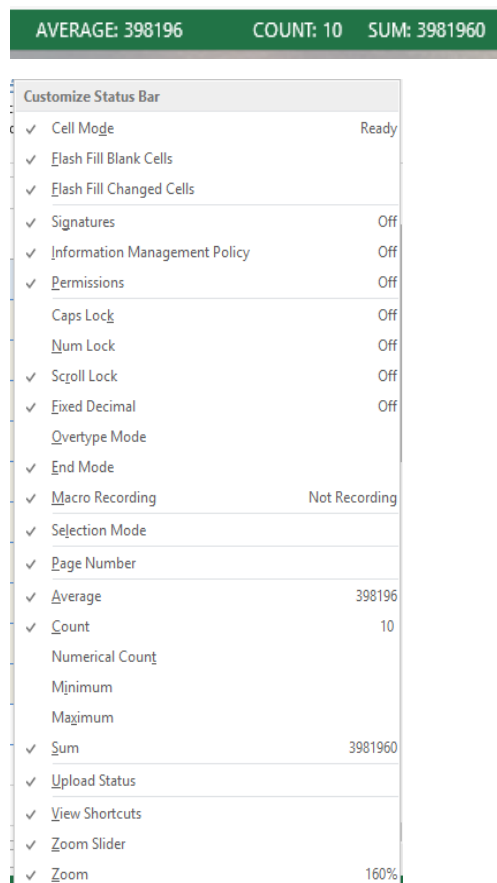 AVERAGE: 398196 COUNT: 10 SUM: 3981960
Customize Status Bar
✓ Cell Mode Ready
✓ Flash Fill Blank Cells
✓ Flash Fill Changed Cells
✓ Signatures Off
✓ Information Management Policy Off
✓ Permissions Off
Caps Lock Off
Num Lock Off
✓ Scroll Lock Off
✓ Fixed Decimal Off
Overtype Mode
✓ End Mode
✓ Macro Recording Not Recording
✓ Selection Mode
✓ Page Number
✓ Average 398196
✓ Count 10
Numerical Count
Minimum
Maximum
✓ Sum 3981960
✓ Upload Status
✓ View Shortcuts
✓ Zoom Slider
✓ Zoom 160%